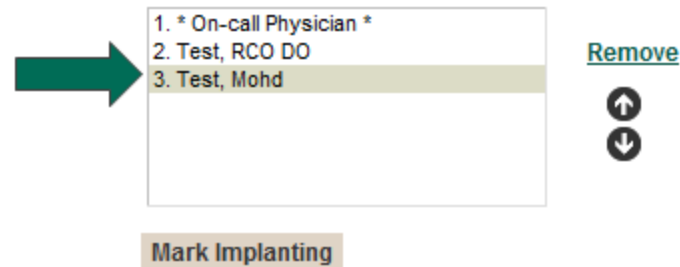 1. * On-call Physician *
2. Test, RCO DO
3. Test, Mohd
Remove
Mark Implanting